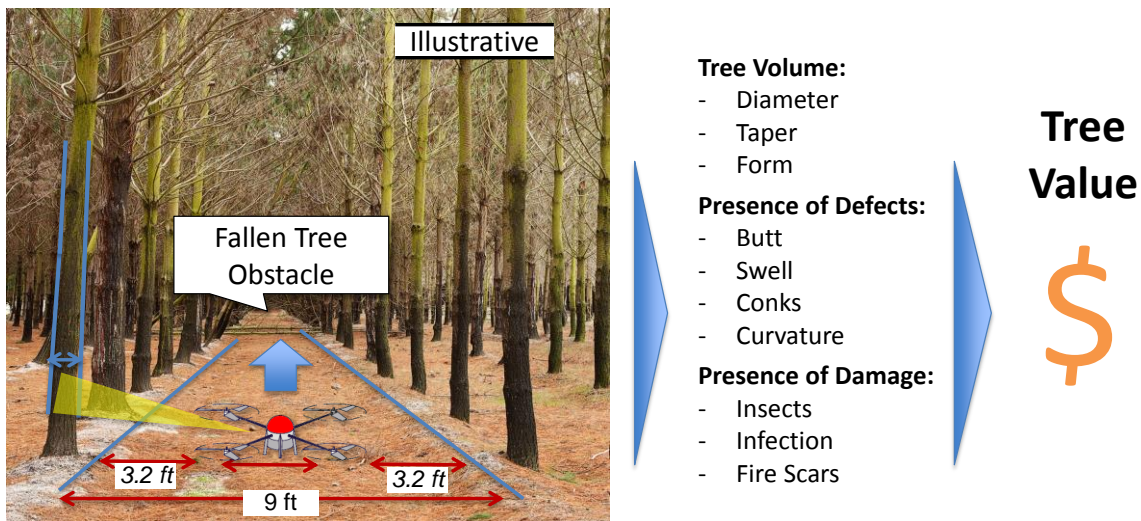 Illustrative
Fallen Tree
Obstacle
3.2 ft
3.2 ft
9 ft
Tree Volume:
- Diameter
- Taper
- Form
Presence of Defects:
- Butt
- Swell
- Conks
- Curvature
Presence of Damage:
- Insects
- Infection
- Fire Scars
Tree
Value
$